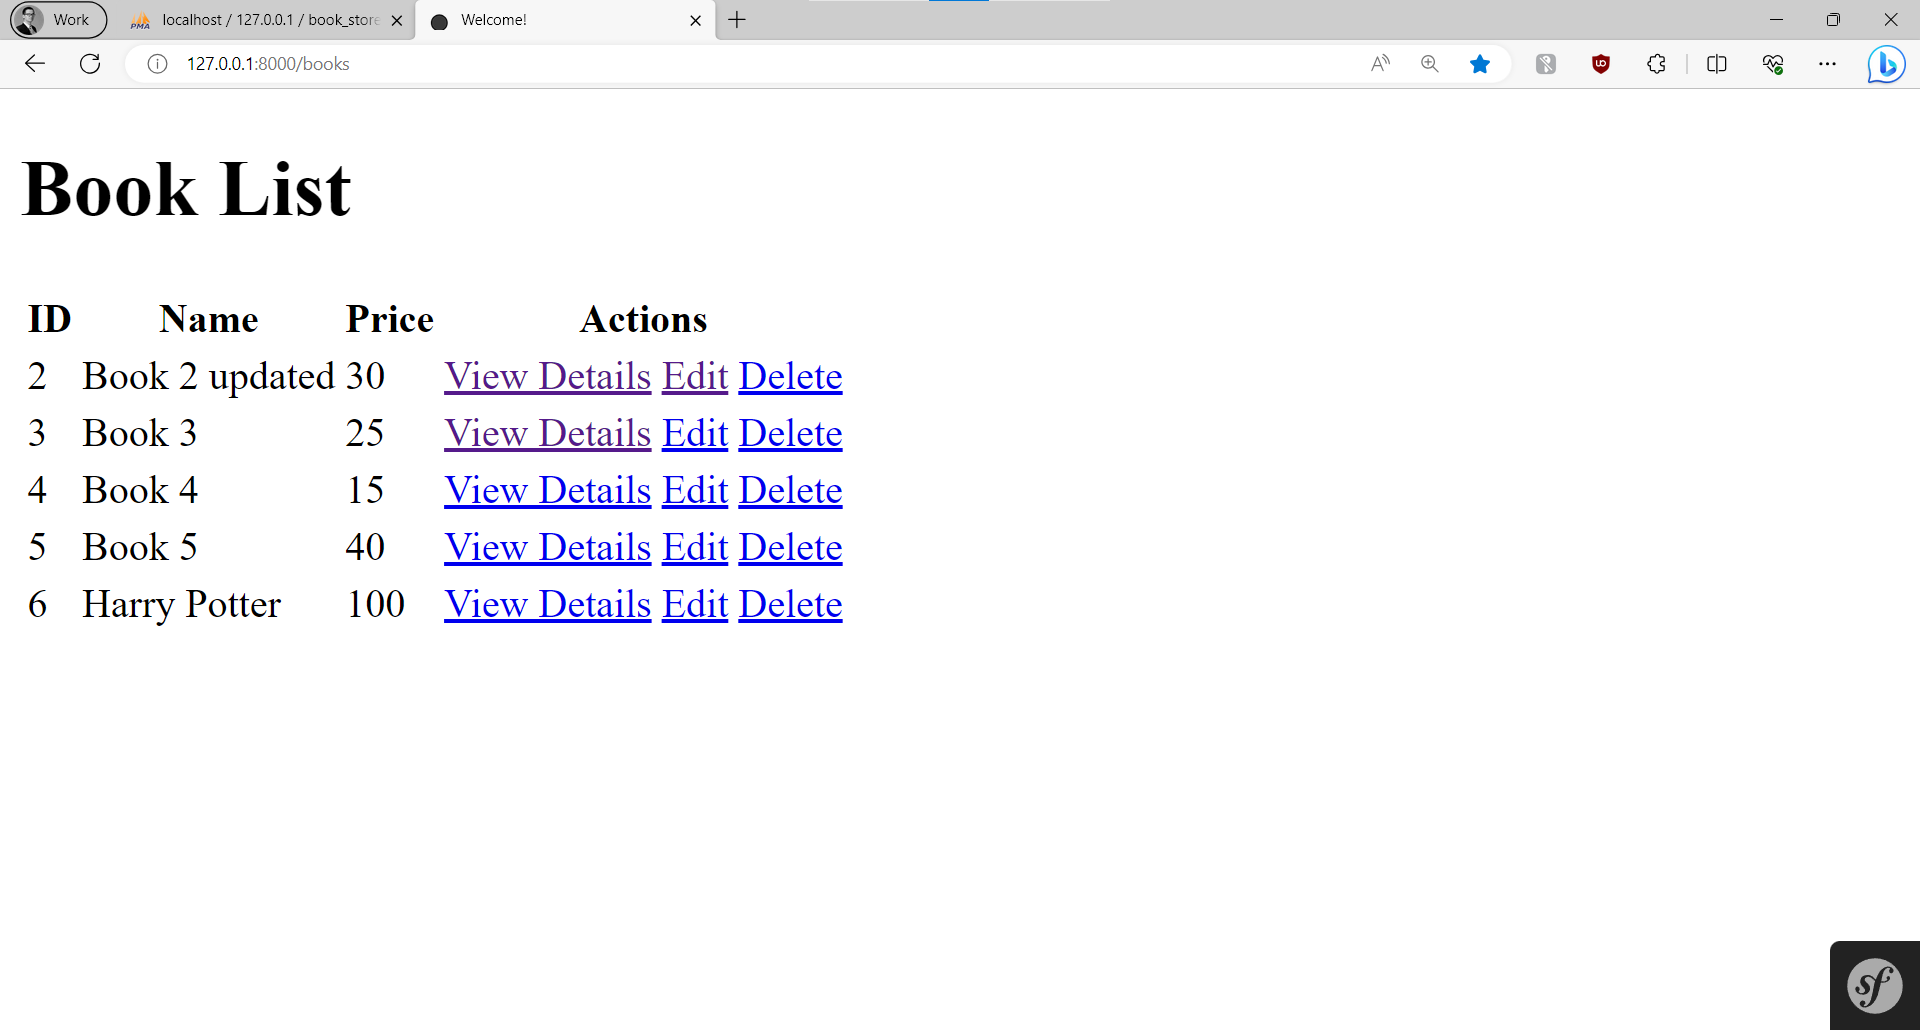 Work
PMA localhost / 127.0.0.1 / book_store
Welcome!
127.0.0.1:8000/books
Book List
ID Name Price Actions
2 Book 2 updated 30 View Details Edit Delete
3 Book 3 25 View Details Edit Delete
4 Book 4 15 View Details Edit Delete
5 Book 5 40 View Details Edit Delete
6 Harry Potter 100 View Details Edit Delete
sf